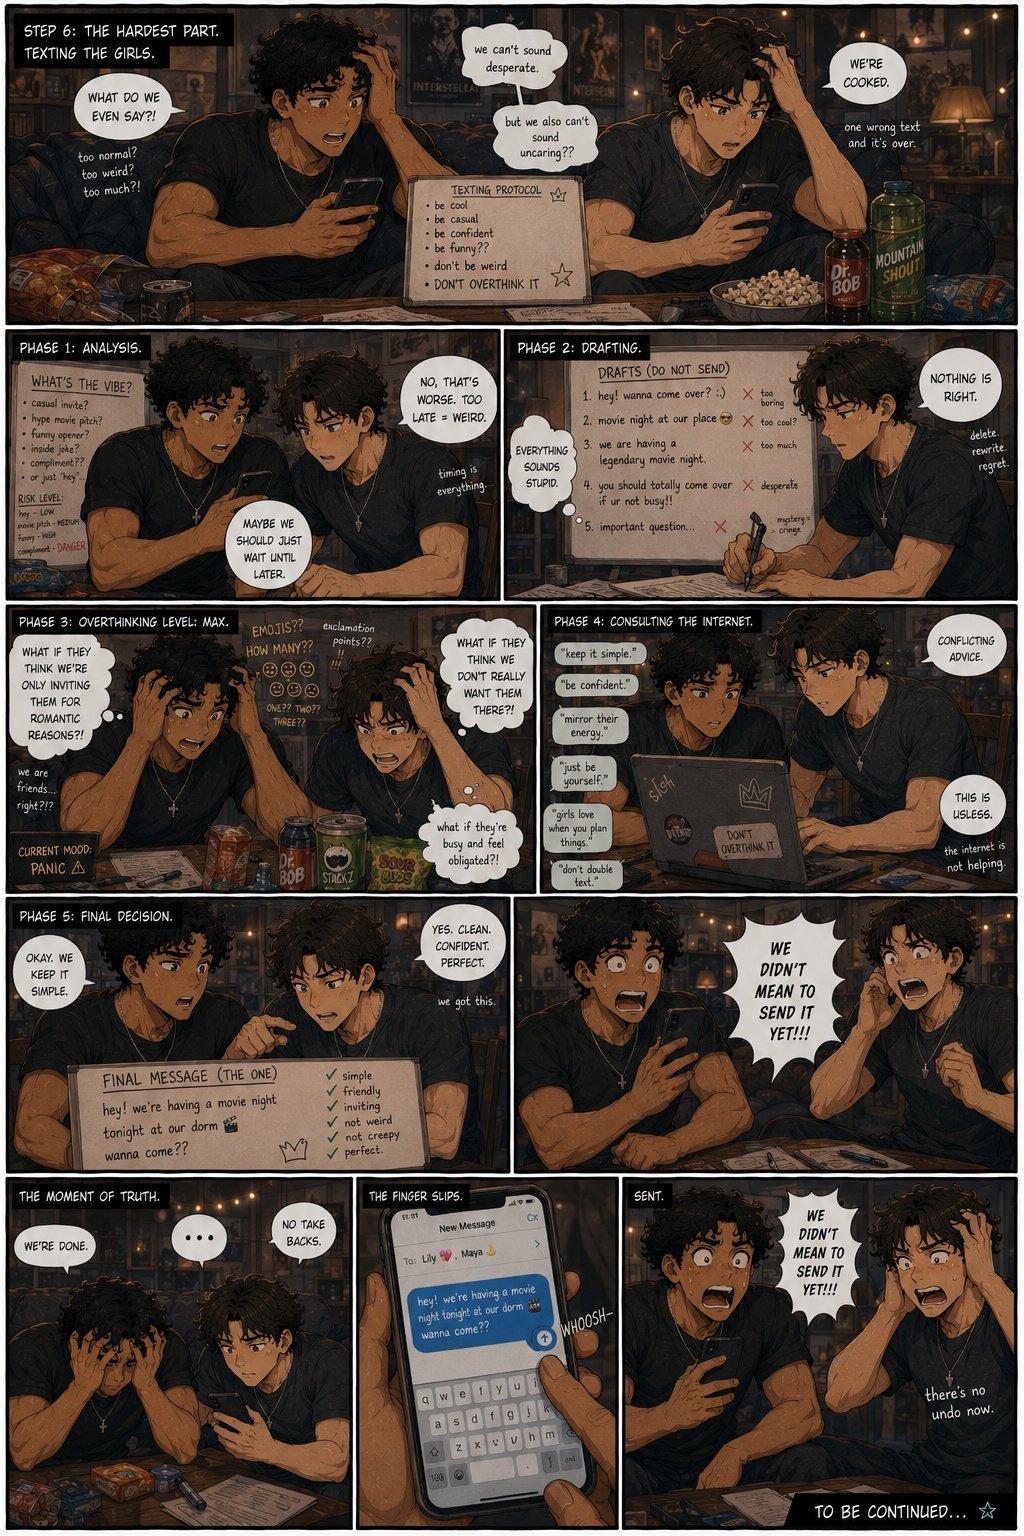 STEP 6: THE HARDEST PART.
TEXTING THE GIRLS.
WHAT DO WE
EVEN SAY?!
too normal?
too weird?
too much?!
INTERSTELLAR
we can't sound
desperate.
but we also can't
sound
uncaring??
WE'RE
COOKED.
one wrong text
and it's over.
TEXTING PROTOCOL
• be cool
• be casual
• be confident
• be funny??
• don't be weird
• DON'T OVERTHINK IT
Dr.
BOB
MOUNTAIN
SHOUT
PHASE 1: ANALYSIS.
WHAT'S THE VIBE?
• casual invite?
• hype movie pitch?
• funny opener?
• inside joke?
• compliment??
• or just "hey"...
RISK LEVEL:
hey - LOW
movie pitch - MEDIUM
funny - HIGH
compliment - DANGER
NO, THAT'S
WORSE. TOO
LATE = WEIRD.
timing is
everything.
MAYBE WE
SHOULD JUST
WAIT UNTIL
LATER.
PHASE 2: DRAFTING.
DRAFTS (DO NOT SEND)
1. hey! wanna come over? :) ✗ too boring
2. movie night at our place 😎 ✗ too cool?
3. we are having a
legendary movie night. ✗ too much
4. you should totally come over
if ur not busy!! ✗ desperate
5. important question... ✗ mystery = cringe
EVERYTHING
SOUNDS
STUPID.
NOTHING IS
RIGHT.
delete.
rewrite.
regret.
PHASE 3: OVERTHINKING LEVEL: MAX.
WHAT IF THEY
THINK WE'RE
ONLY INVITING
THEM FOR
ROMANTIC
REASONS?!
we are
friends...
right?!?
EMOJIS??
HOW MANY??
ONE?? TWO??
THREE??
exclamation
points??
!!
!!!
WHAT IF THEY
THINK WE
DON'T REALLY
WANT THEM
THERE?!
what if they're
busy and feel
obligated?!
CURRENT MOOD:
PANIC ⚠
Dr.
BOB
STACKZ
SOUR
PHASE 4: CONSULTING THE INTERNET.
"keep it simple."
"be confident."
"mirror their
energy."
"just be
yourself."
"girls love
when you plan
things."
"don't double
text."
CONFLICTING
ADVICE.
DON'T
OVERTHINK IT
THIS IS
USLESS.
the internet is
not helping.
PHASE 5: FINAL DECISION.
OKAY. WE
KEEP IT
SIMPLE.
YES. CLEAN.
CONFIDENT.
PERFECT.
we got this.
FINAL MESSAGE (THE ONE)
hey! we're having a movie night
tonight at our dorm 🎬
wanna come??
✓ simple
✓ friendly
✓ inviting
✓ not weird
✓ not creepy
✓ perfect.
WE
DIDN'T
MEAN TO
SEND IT
YET!!!
THE MOMENT OF TRUTH.
WE'RE DONE.
...
NO TAKE
BACKS.
THE FINGER SLIPS.
New Message
To: Lily 💖, Maya 🌙
hey! we're having a movie
night tonight at our dorm 🎬
wanna come??
WHOOSH—
SENT.
WE
DIDN'T
MEAN TO
SEND IT
YET!!!
there's no
undo now.
TO BE CONTINUED... ☆